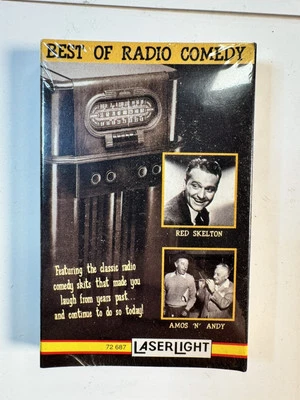 BEST OF RADIO COMEDY
RED SKELTON
Featuring the classic radio
comedy skits that made you
laugh from years past...
and continue to do so today!
AMOS 'N' ANDY
72 687
LASERLIGHT